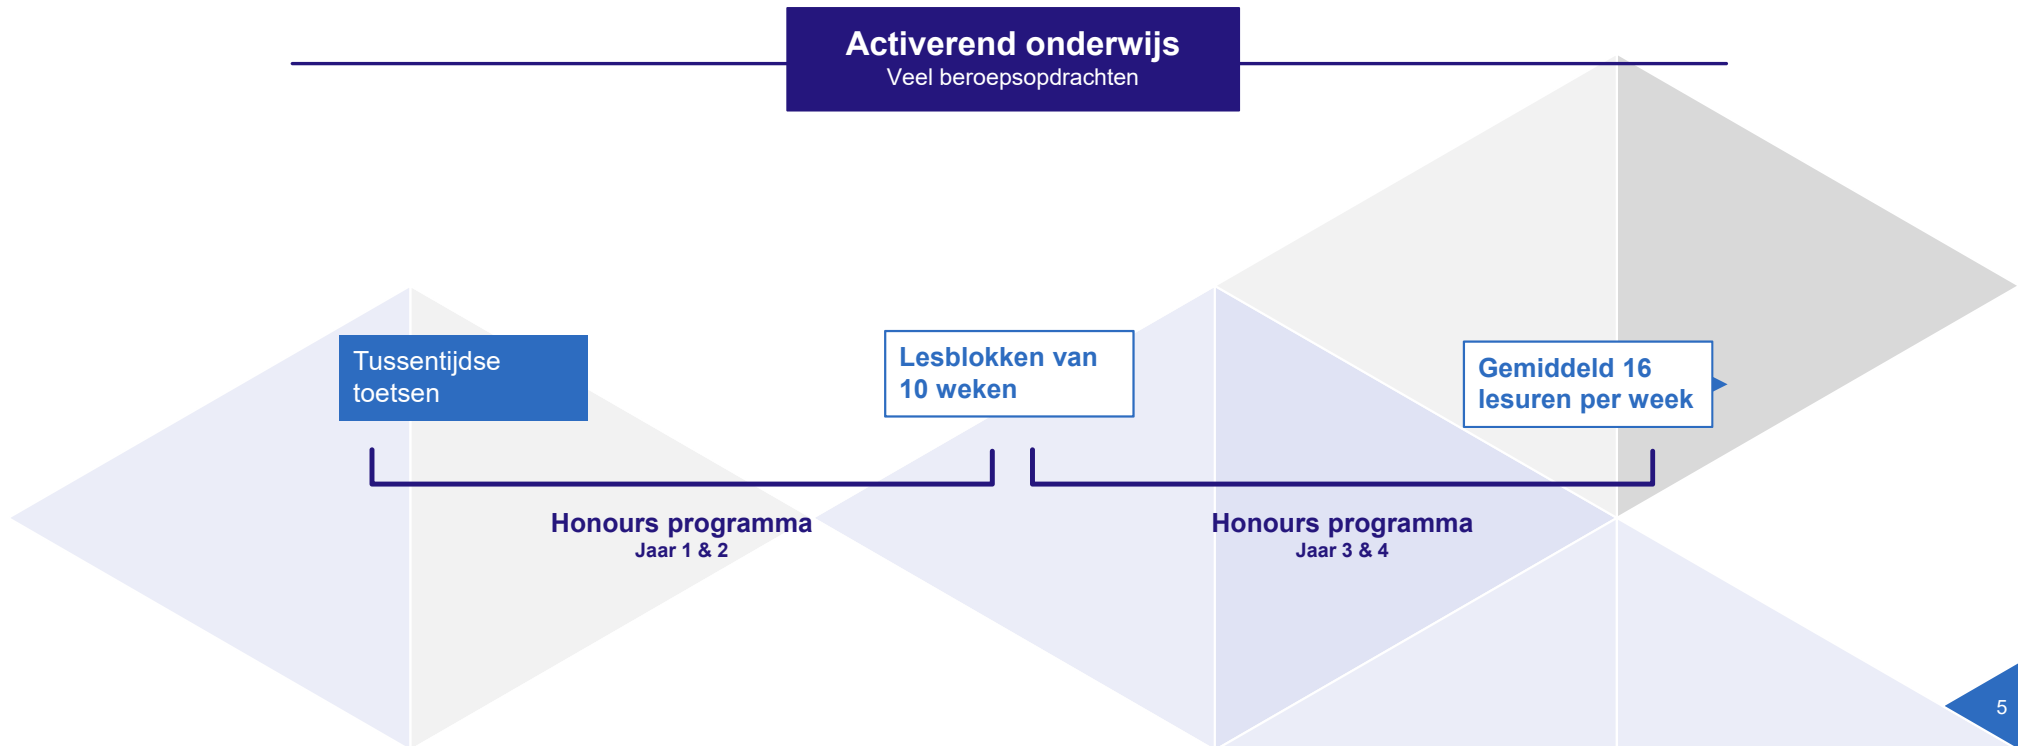 Activerend onderwijs
Veel beroepsopdrachten
Tussentijdse
toetsen
Lesblokken van
10 weken
Gemiddeld 16
lesuren per week
Honours programma
Jaar 1 & 2
Honours programma
Jaar 3 & 4
5